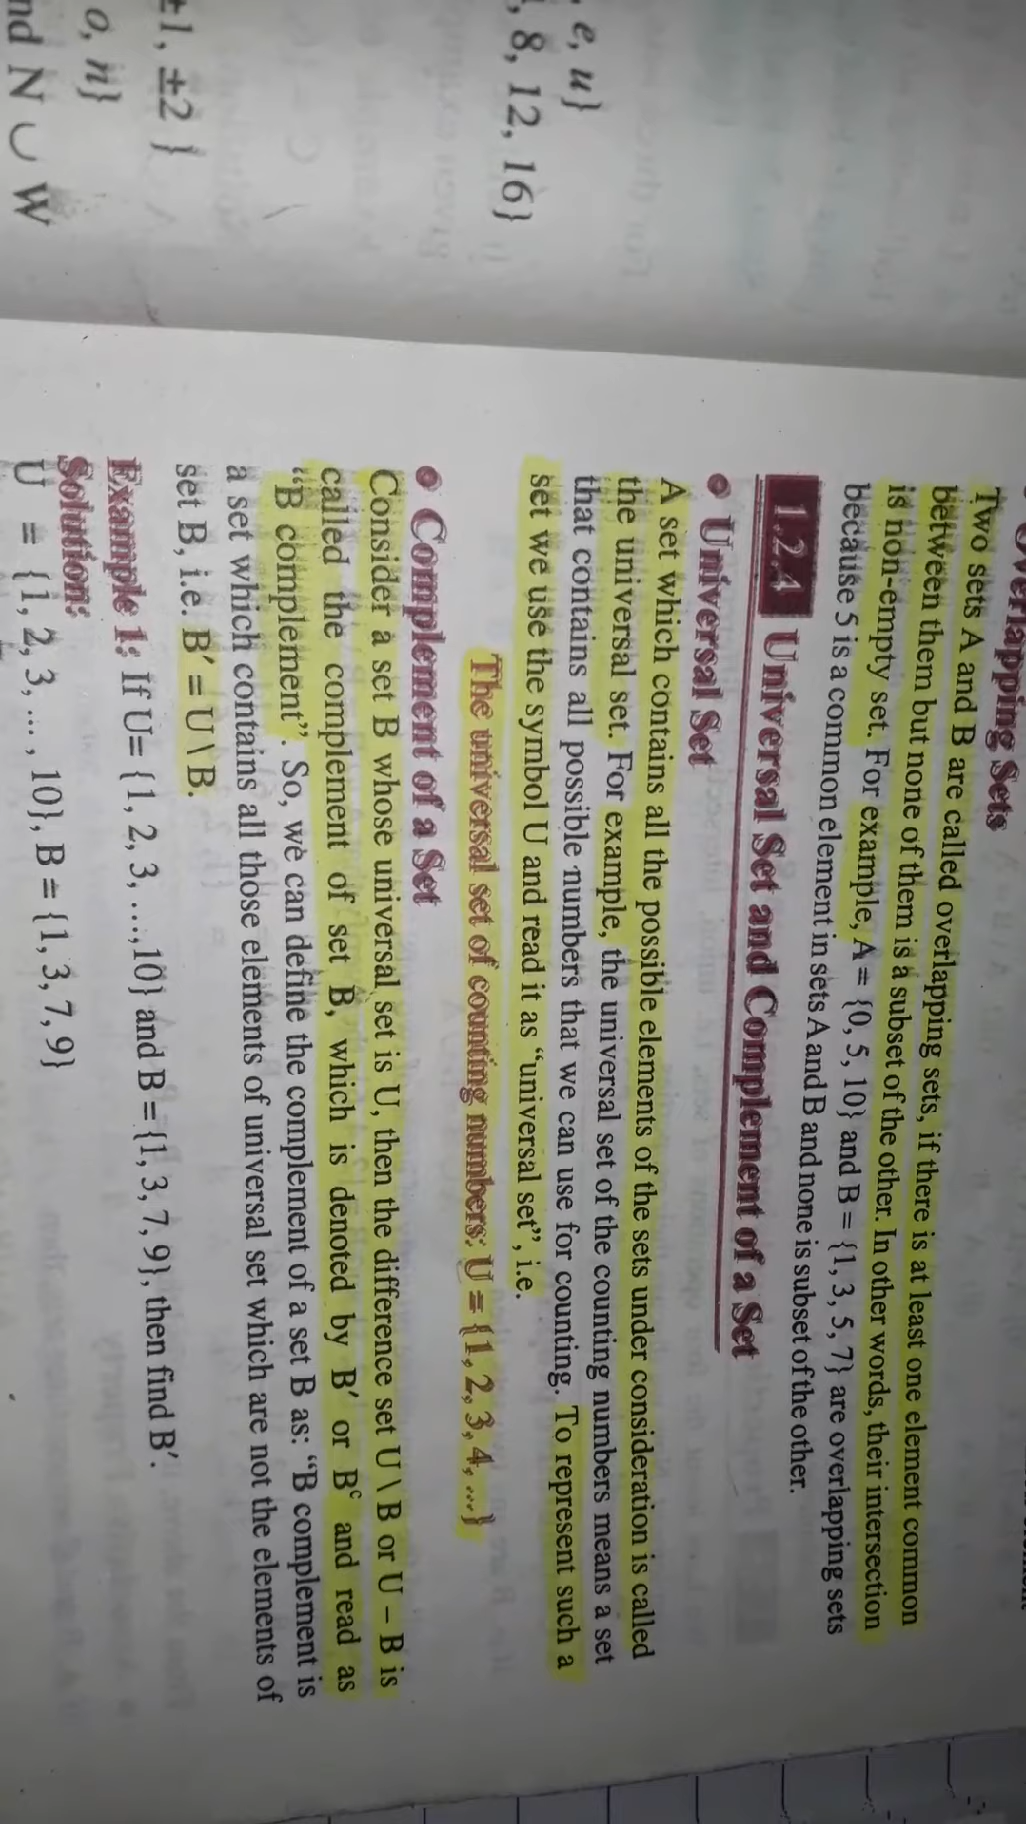 , e, u}
, 8, 12, 16}
±1, ±2 }
o, n}
nd N ∪ W
Overlapping Sets
Two sets A and B are called overlapping sets, if there is at least one element common
between them but none of them is a subset of the other. In other words, their intersection
is non-empty set. For example, A = {0, 5, 10} and B = {1, 3, 5, 7} are overlapping sets
because 5 is a common element in sets A and B and none is subset of the other.
1.2.4 Universal Set and Complement of a Set
• Universal Set
A set which contains all the possible elements of the sets under consideration is called
the universal set. For example, the universal set of the counting numbers means a set
that contains all possible numbers that we can use for counting. To represent such a
set we use the symbol U and read it as “universal set”, i.e.
The universal set of counting numbers: U = {1, 2, 3, 4, ...}
• Complement of a Set
Consider a set B whose universal set is U, then the difference set U \ B or U – B is
called the complement of set B, which is denoted by B′ or Bᶜ and read as
“B complement”. So, we can define the complement of a set B as: “B complement is
a set which contains all those elements of universal set which are not the elements of
set B, i.e. B′ = U \ B.
Example 1: If U= {1, 2, 3, ...,10} and B = {1, 3, 7, 9}, then find B′.
Solution:
U = {1, 2, 3, ... , 10}, B = {1, 3, 7, 9}